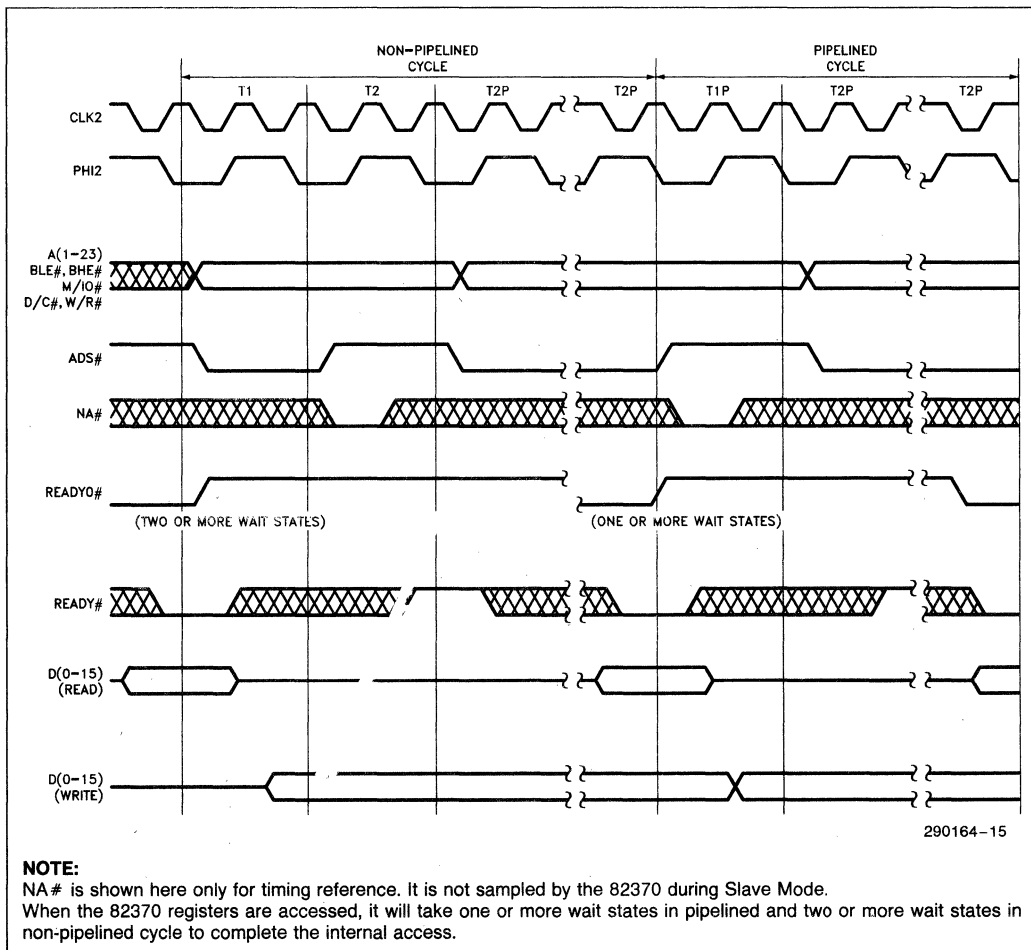 NON-PIPELINED
CYCLE
PIPELINED
CYCLE
T1
T2
T2P
T2P
T1P
T2P
T2P
CLK2
PHI2
A(1-23)
BLE#, BHE#
M/IO#
D/C#, W/R#
ADS#
NA#
READYO#
(TWO OR MORE WAIT STATES)
(ONE OR MORE WAIT STATES)
READY#
D(0-15)
(READ)
D(0-15)
(WRITE)
290164-15
NOTE:
NA# is shown here only for timing reference. It is not sampled by the 82370 during Slave Mode.
When the 82370 registers are accessed, it will take one or more wait states in pipelined and two or more wait states in
non-pipelined cycle to complete the internal access.